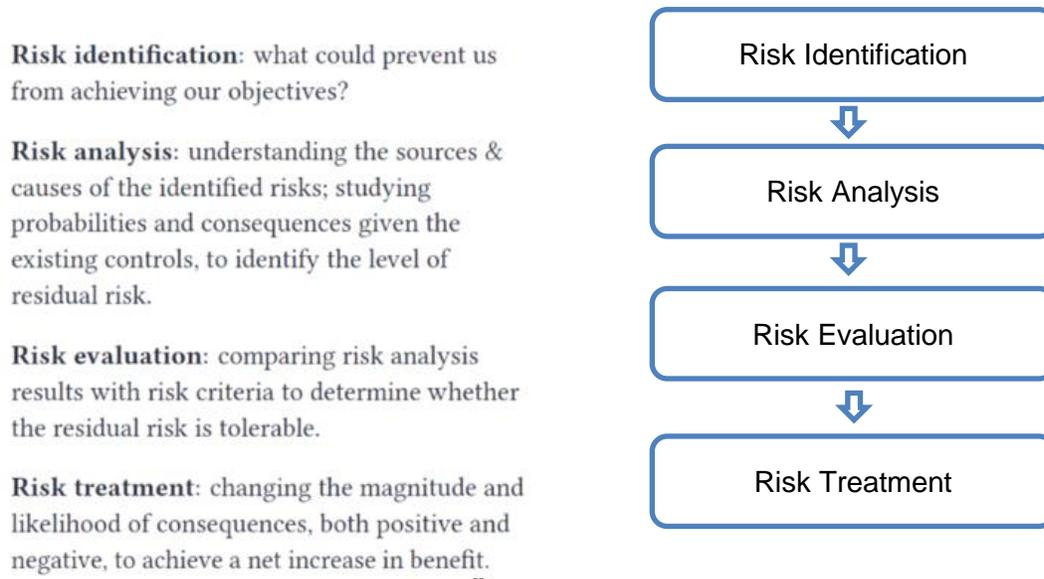 Risk identification: what could prevent us
from achieving our objectives?
Risk analysis: understanding the sources &
causes of the identified risks; studying
probabilities and consequences given the
existing controls, to identify the level of
residual risk.
Risk evaluation: comparing risk analysis
results with risk criteria to determine whether
the residual risk is tolerable.
Risk treatment: changing the magnitude and
likelihood of consequences, both positive and
negative, to achieve a net increase in benefit.
Risk Identification
Risk Analysis
Risk Evaluation
Risk Treatment